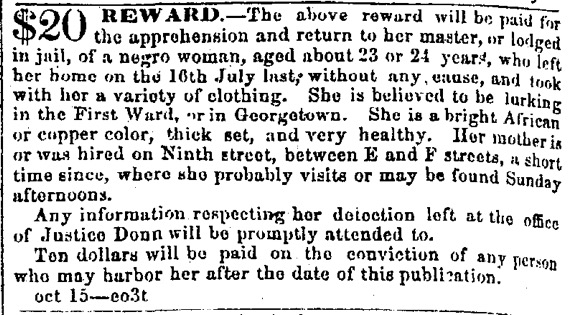 $20 REWARD.—The above reward will be paid for
the apprehension and return to her master, or lodged
in jail, of a negro woman, aged about 23 or 24 years, who left
her home on the 16th July last, without any cause, and took
with her a variety of clothing. She is believed to be lurking
in the First Ward, or in Georgetown. She is a bright African
or copper color, thick set, and very healthy. Her mother is
or was hired on Ninth street, between E and F streets, a short
time since, where she probably visits or may be found Sunday
afternoons.
Any information respecting her detection left at the office
of Justice Donn will be promptly attended to.
Ten dollars will be paid on the conviction of any person
who may harbor her after the date of this publication.
oct 15—eo3t